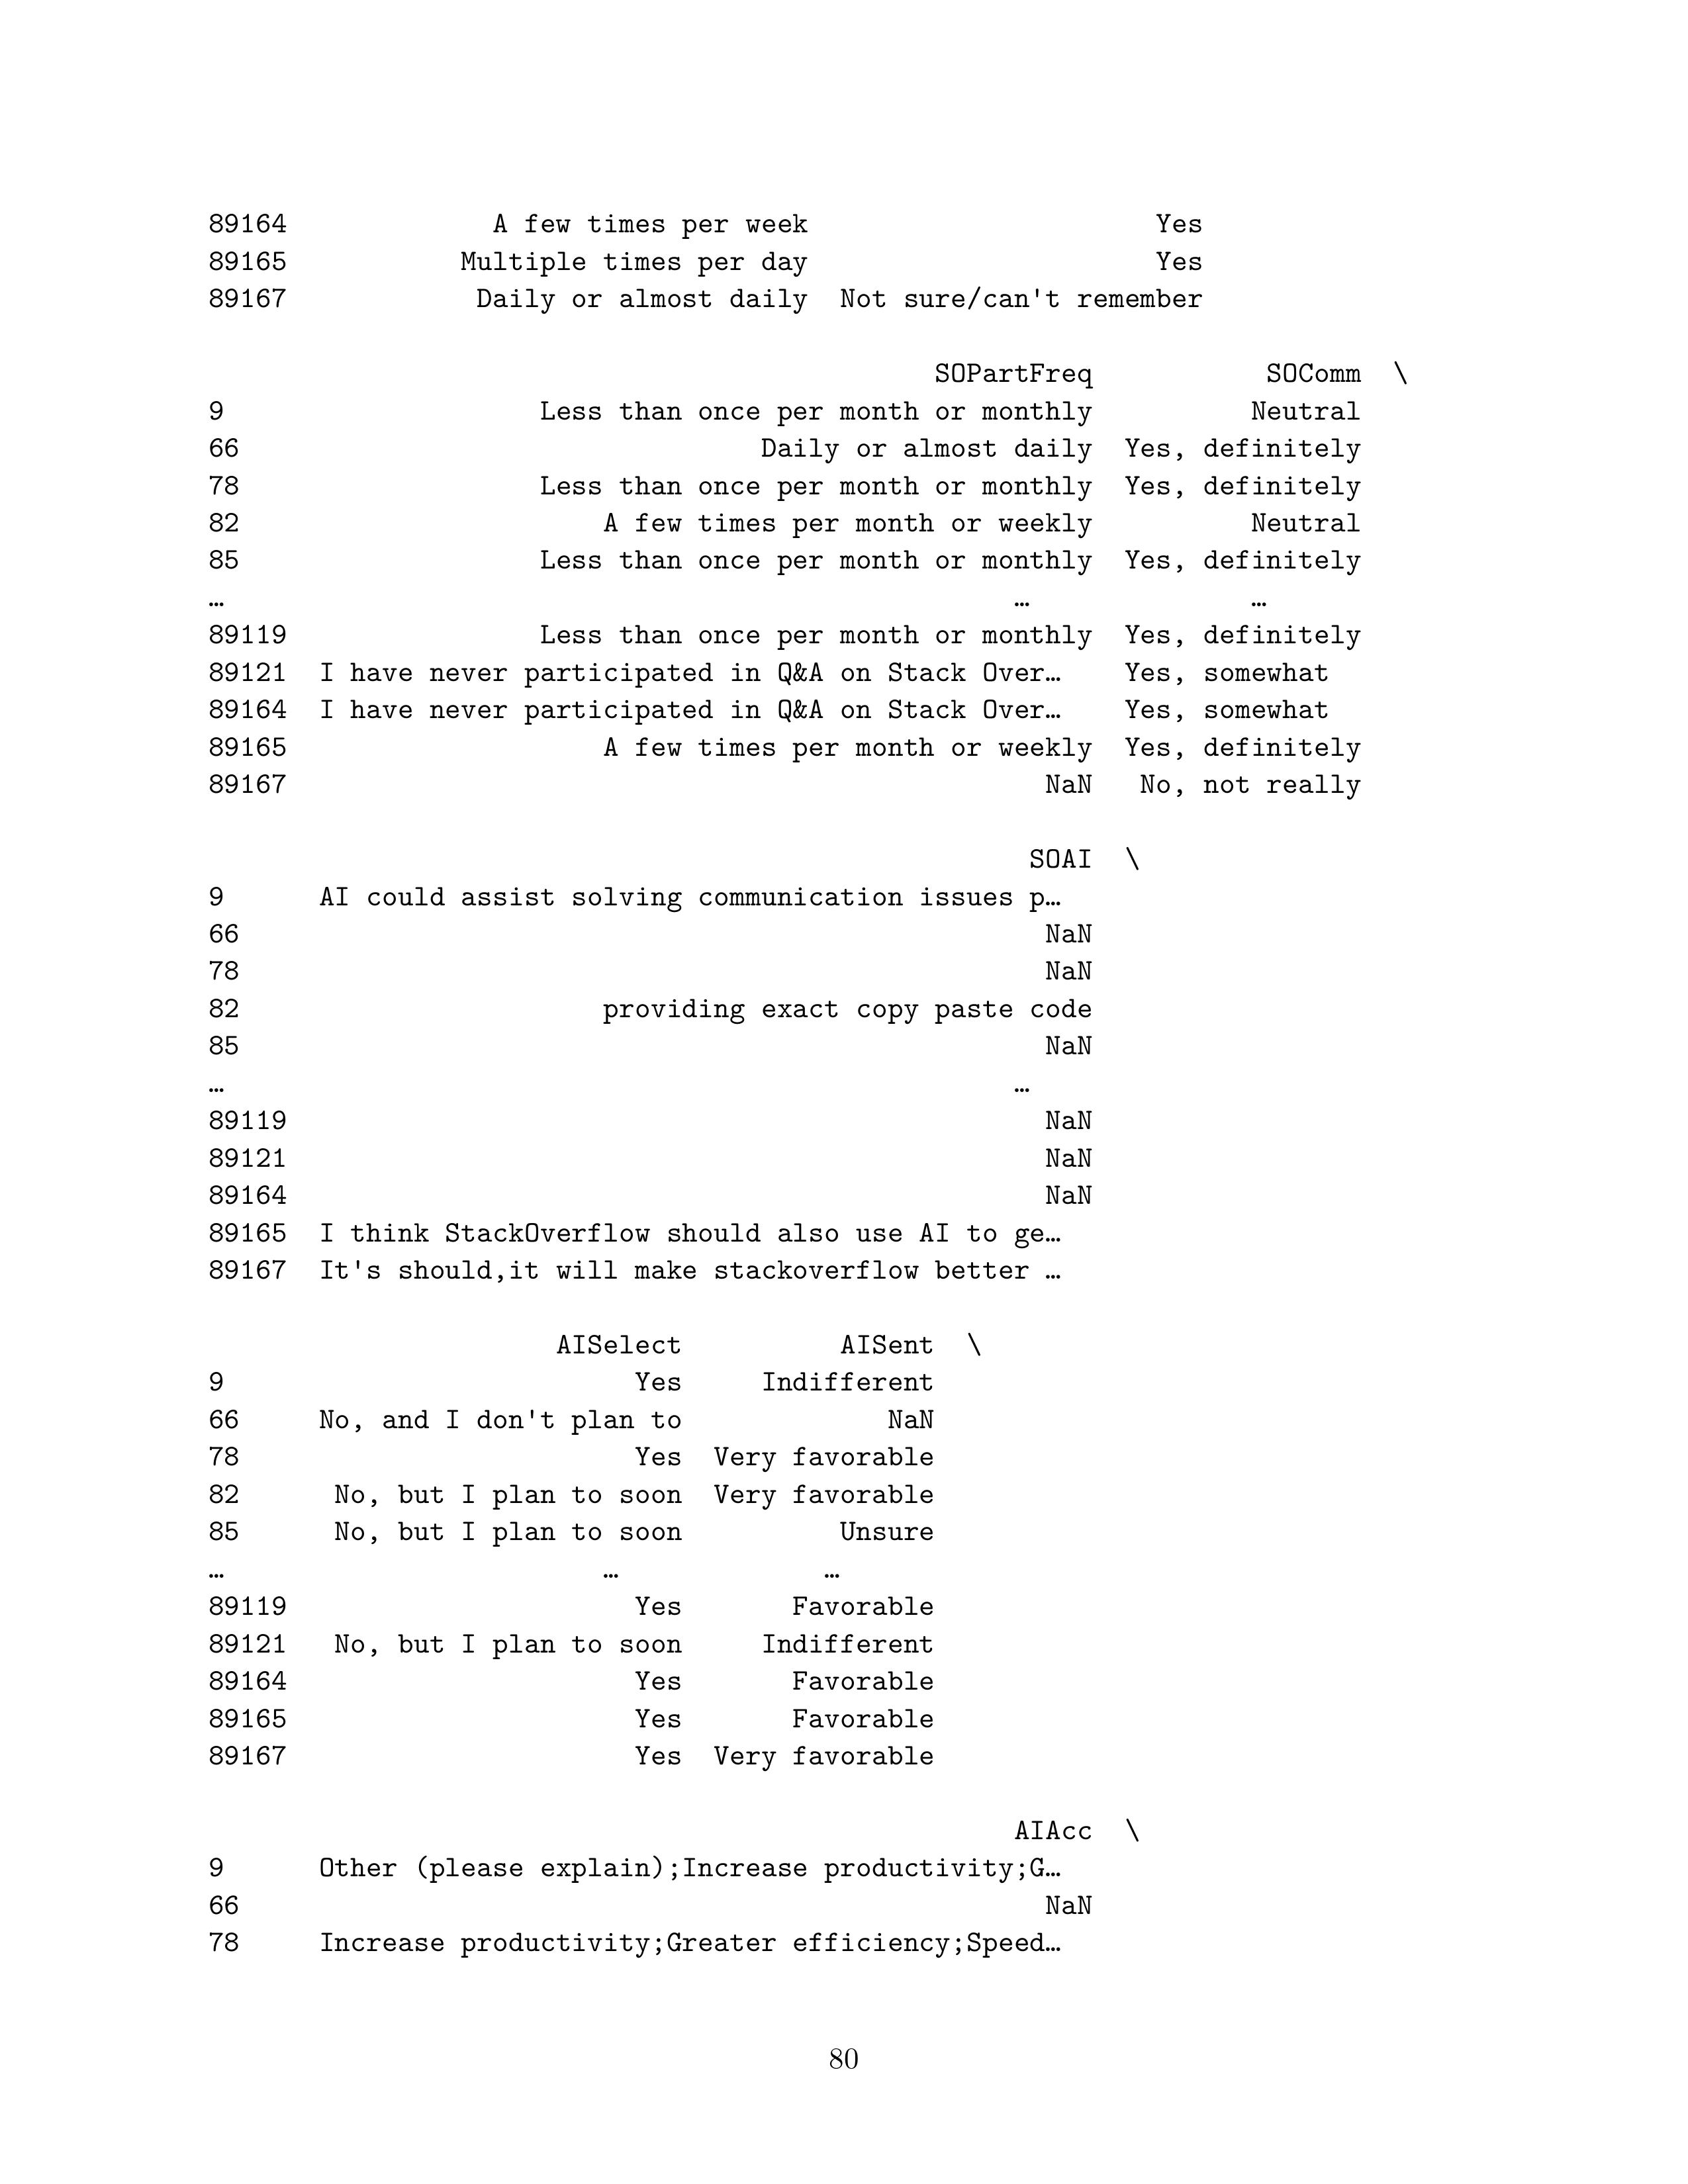 89164             A few times per week                      Yes
89165           Multiple times per day                      Yes
89167            Daily or almost daily  Not sure/can't remember
                                              SOPartFreq           SOComm  \
9                    Less than once per month or monthly          Neutral
66                                 Daily or almost daily  Yes, definitely
78                   Less than once per month or monthly  Yes, definitely
82                       A few times per month or weekly          Neutral
85                   Less than once per month or monthly  Yes, definitely
…                                                  …              …
89119                Less than once per month or monthly  Yes, definitely
89121  I have never participated in Q&A on Stack Over…    Yes, somewhat
89164  I have never participated in Q&A on Stack Over…    Yes, somewhat
89165                    A few times per month or weekly  Yes, definitely
89167                                                NaN   No, not really
                                                    SOAI  \
9      AI could assist solving communication issues p…
66                                                   NaN
78                                                   NaN
82                       providing exact copy paste code
85                                                   NaN
…                                                  …
89119                                                NaN
89121                                                NaN
89164                                                NaN
89165  I think StackOverflow should also use AI to ge…
89167  It's should,it will make stackoverflow better …
                      AISelect          AISent  \
9                          Yes     Indifferent
66     No, and I don't plan to             NaN
78                         Yes  Very favorable
82      No, but I plan to soon  Very favorable
85      No, but I plan to soon          Unsure
…                        …             …
89119                      Yes       Favorable
89121   No, but I plan to soon     Indifferent
89164                      Yes       Favorable
89165                      Yes       Favorable
89167                      Yes  Very favorable
                                                   AIAcc  \
9      Other (please explain);Increase productivity;G…
66                                                   NaN
78     Increase productivity;Greater efficiency;Speed…
80